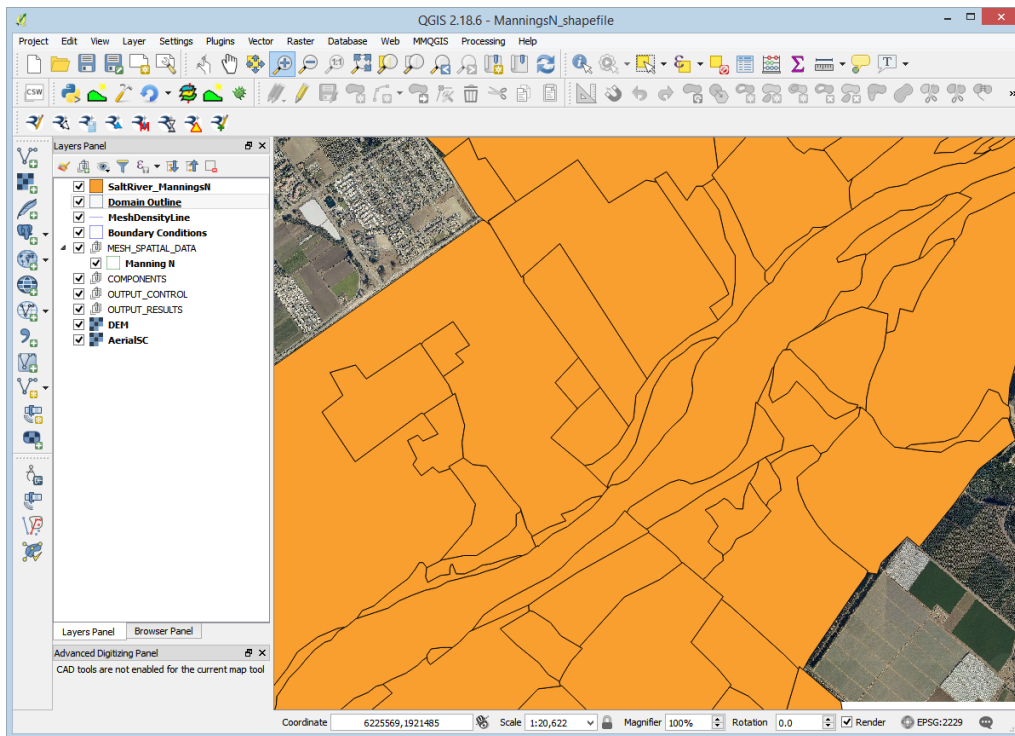 QGIS 2.18.6 - ManningsN_shapefile
Project Edit View Layer Settings Plugins Vector Raster Database Web MMQGIS Processing Help
CSW
Layers Panel
SaltRiver_ManningsN
Domain Outline
MeshDensityLine
Boundary Conditions
MESH_SPATIAL_DATA
Manning N
COMPONENTS
OUTPUT_CONTROL
OUTPUT_RESULTS
DEM
AerialSC
Layers Panel Browser Panel
Advanced Digitizing Panel
CAD tools are not enabled for the current map tool
Coordinate 6225569,1921485 Scale 1:20,622 Magnifier 100% Rotation 0.0 Render EPSG:2229